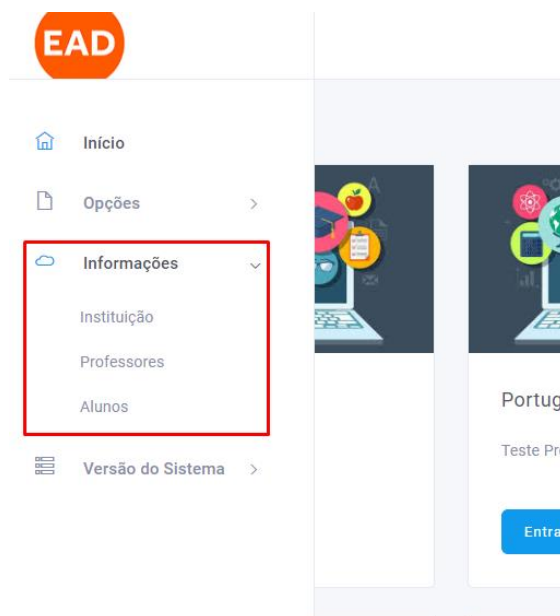 EAD
Início
Opções
Informações
Instituição
Professores
Alunos
Versão do Sistema
Portug
Teste Pr
Entra